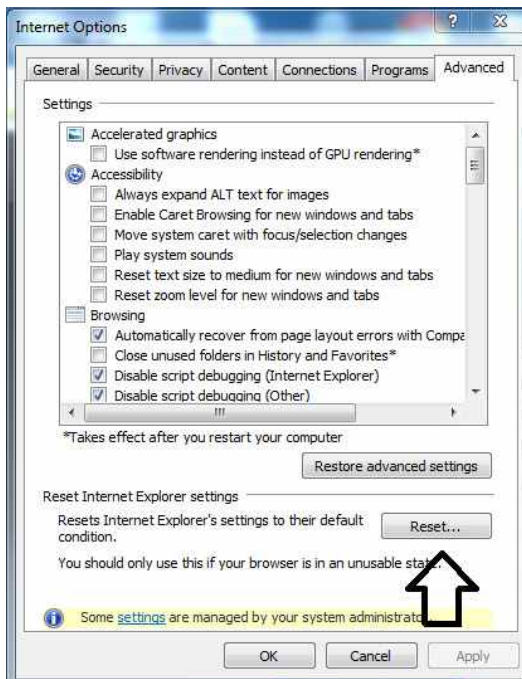 Internet Options
General Security Privacy Content Connections Programs Advanced
Settings
Accelerated graphics
Use software rendering instead of GPU rendering*
Accessibility
Always expand ALT text for images
Enable Caret Browsing for new windows and tabs
Move system caret with focus/selection changes
Play system sounds
Reset text size to medium for new windows and tabs
Reset zoom level for new windows and tabs
Browsing
Automatically recover from page layout errors with Compa
Close unused folders in History and Favorites*
Disable script debugging (Internet Explorer)
Disable script debugging (Other)
*Takes effect after you restart your computer
Restore advanced settings
Reset Internet Explorer settings
Resets Internet Explorer's settings to their default
condition.
Reset...
You should only use this if your browser is in an unusable state.
Some settings are managed by your system administrator.
OK Cancel Apply